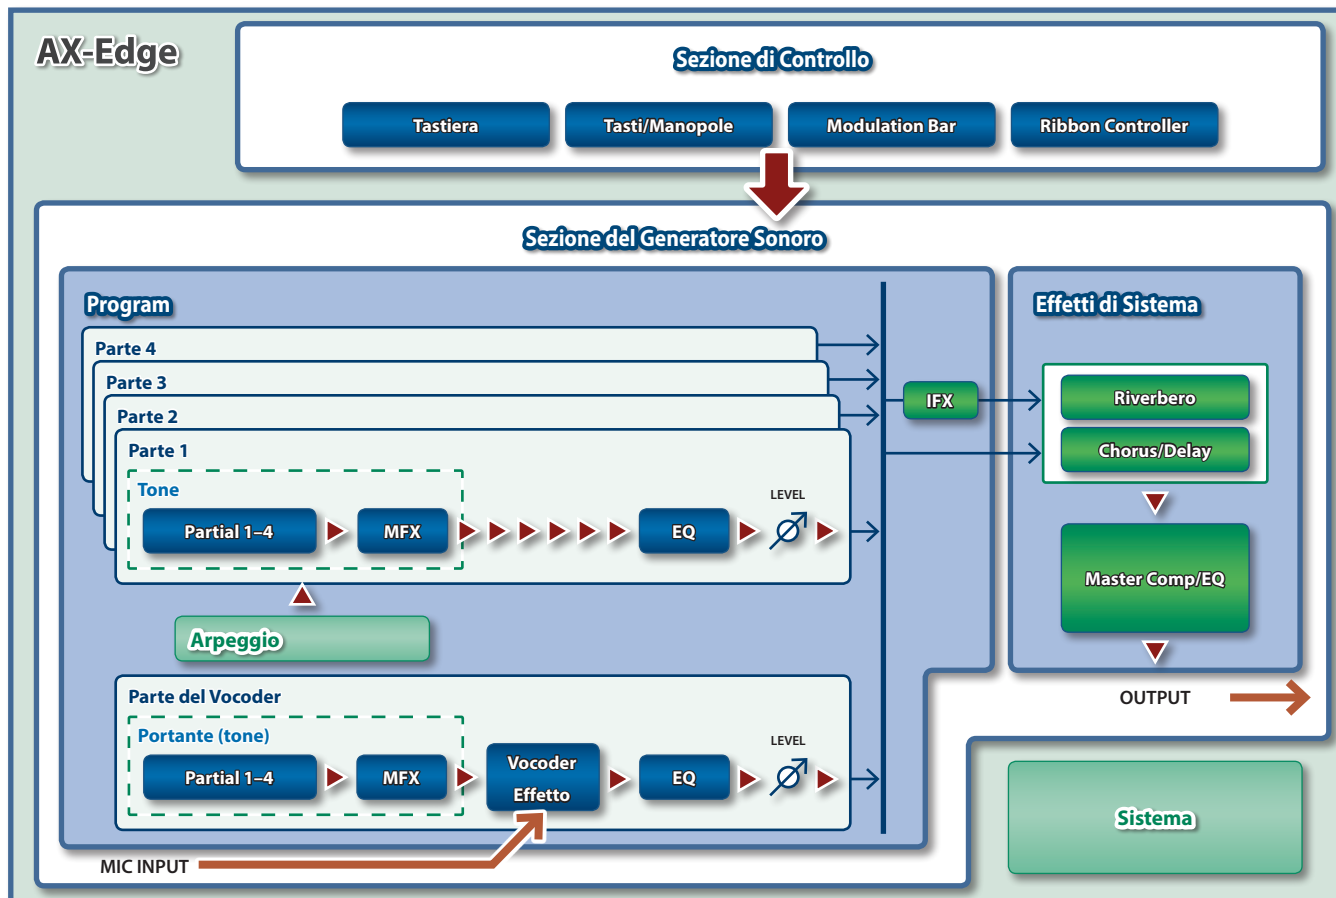 AX-Edge
Sezione di Controllo
Tastiera
Tasti/Manopole
Modulation Bar
Ribbon Controller
Sezione del Generatore Sonoro
Program
Parte 4
Parte 3
Parte 2
Parte 1
Tone
Partial 1–4
MFX
EQ
LEVEL
Arpeggio
Parte del Vocoder
Portante (tone)
Partial 1–4
MFX
Vocoder
Effetto
EQ
LEVEL
MIC INPUT
IFX
Effetti di Sistema
Riverbero
Chorus/Delay
Master Comp/EQ
OUTPUT
Sistema